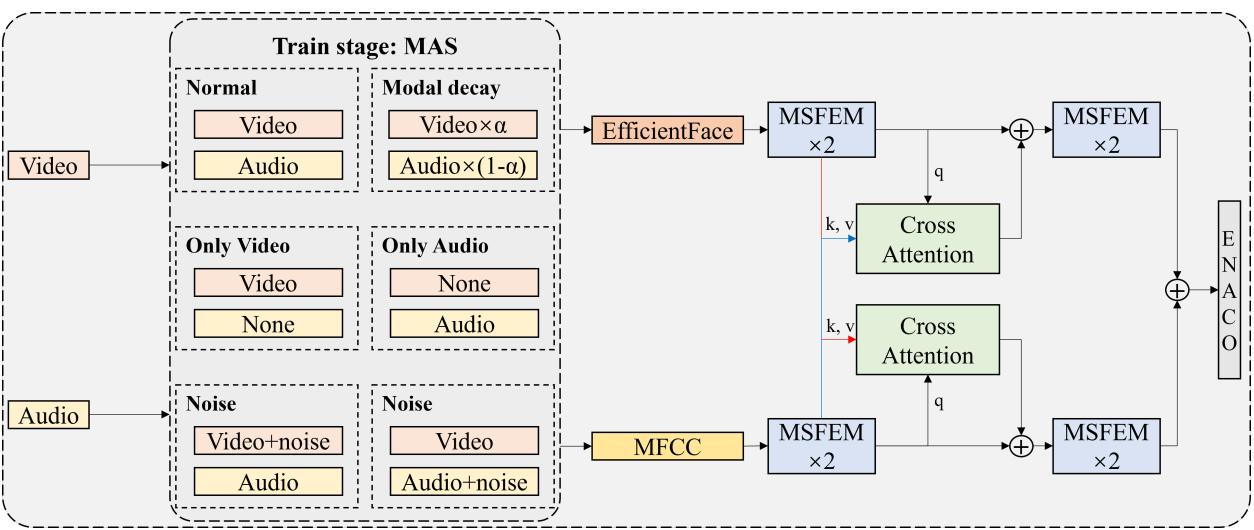 Train stage: MAS
Normal
Video
Audio
Modal decay
Video×α
Audio×(1-α)
Only Video
Video
None
Only Audio
None
Audio
Noise
Video+noise
Audio
Noise
Video
Audio+noise
Video
Audio
EfficientFace
MFCC
MSFEM
×2
MSFEM
×2
q
k, v
Cross
Attention
k, v
Cross
Attention
q
MSFEM
×2
MSFEM
×2
E
N
A
C
O